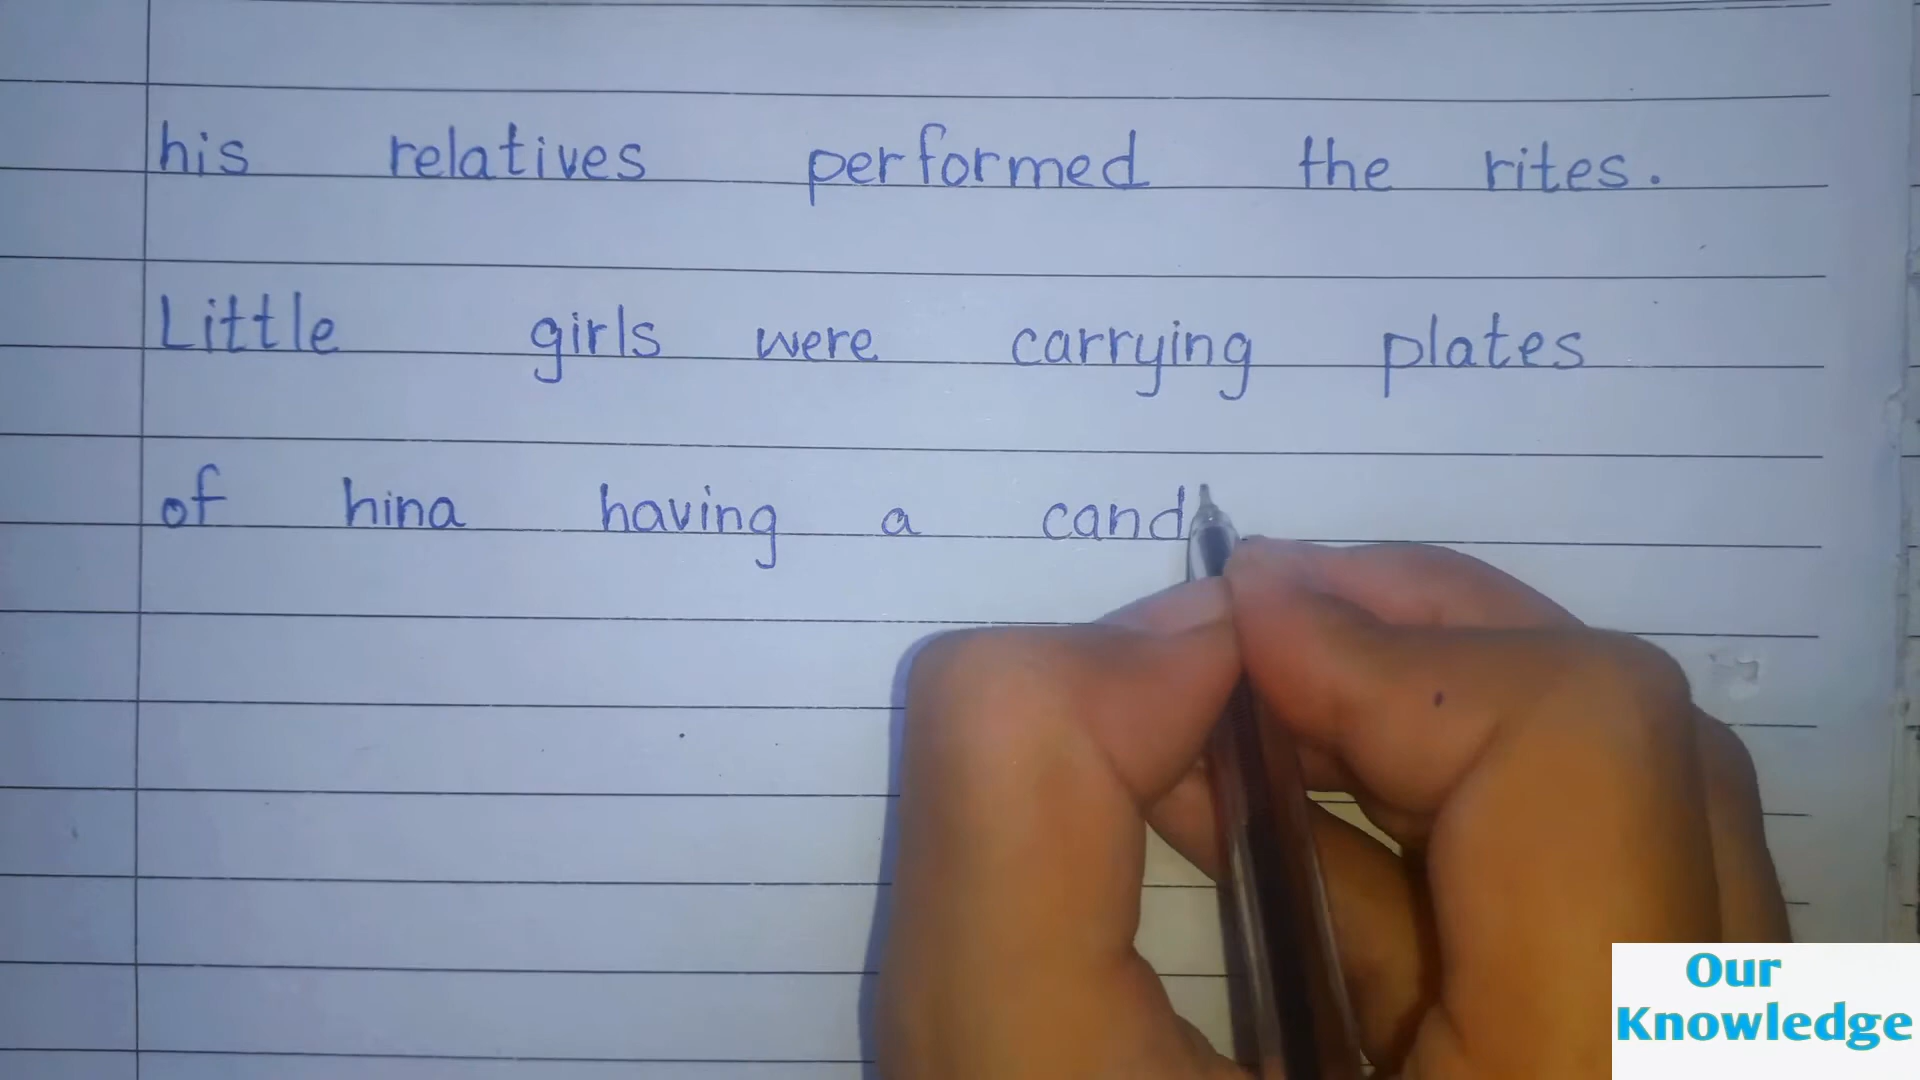 his relatives performed the rites.
Little girls were carrying plates
of hina having a cand
Our
Knowledge